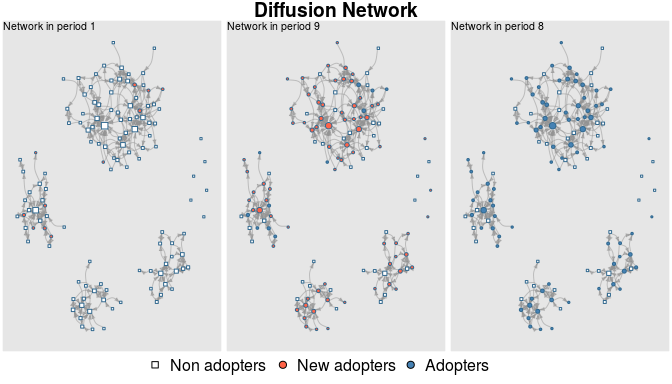 Diffusion Network
Network in period 1
Network in period 9
Network in period 8
Non adopters
New adopters
Adopters